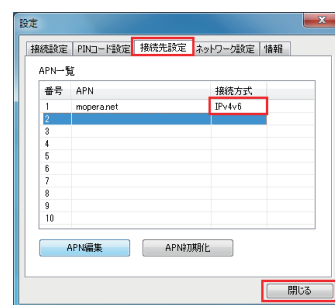 設定
接続設定 PINコード設定 接続先設定 ネットワーク設定 情報
APN一覧
番号 APN 接続方式
1 mopera.net IPv4v6
2
3
4
5
6
7
8
9
10
APN編集 APN初期化
閉じる